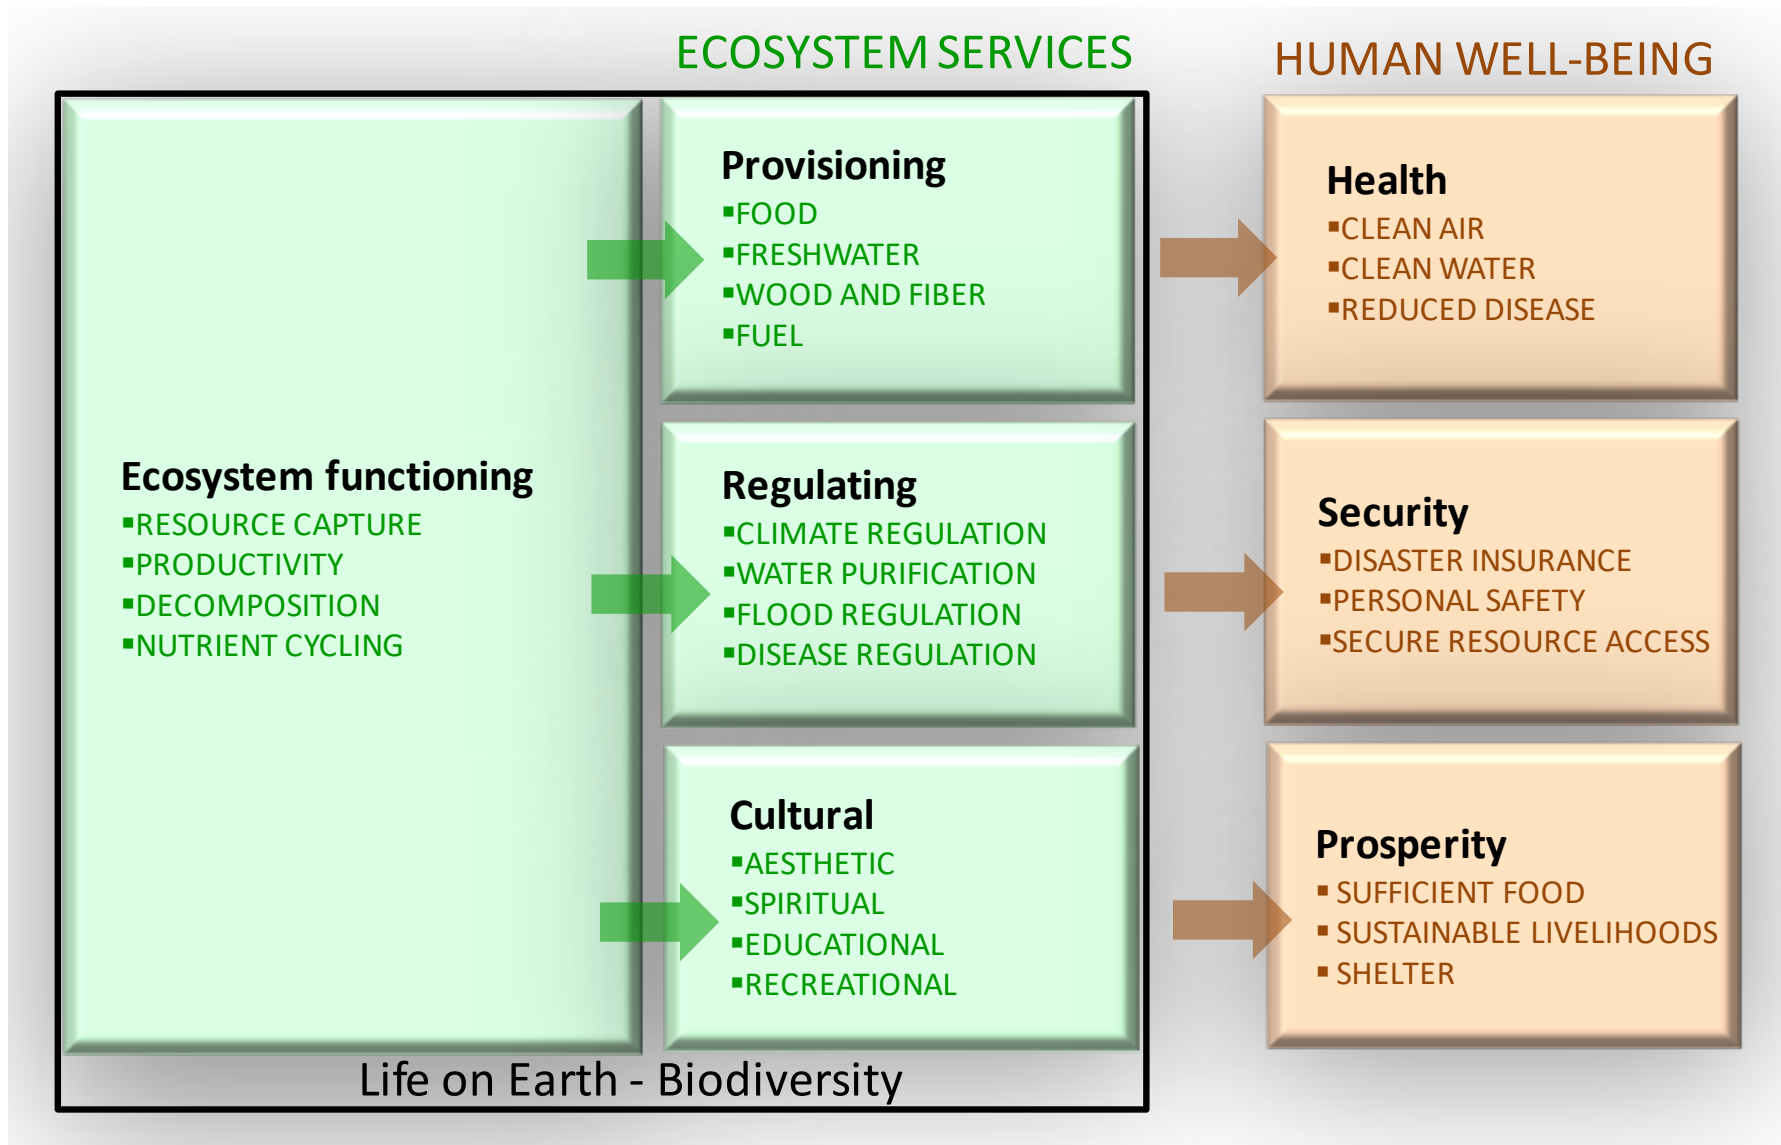 ECOSYSTEM SERVICES
HUMAN WELL-BEING
Ecosystem functioning
▪RESOURCE CAPTURE
▪PRODUCTIVITY
▪DECOMPOSITION
▪NUTRIENT CYCLING
Provisioning
▪FOOD
▪FRESHWATER
▪WOOD AND FIBER
▪FUEL
Regulating
▪CLIMATE REGULATION
▪WATER PURIFICATION
▪FLOOD REGULATION
▪DISEASE REGULATION
Cultural
▪AESTHETIC
▪SPIRITUAL
▪EDUCATIONAL
▪RECREATIONAL
Life on Earth - Biodiversity
Health
▪CLEAN AIR
▪CLEAN WATER
▪REDUCED DISEASE
Security
▪DISASTER INSURANCE
▪PERSONAL SAFETY
▪SECURE RESOURCE ACCESS
Prosperity
▪ SUFFICIENT FOOD
▪ SUSTAINABLE LIVELIHOODS
▪ SHELTER